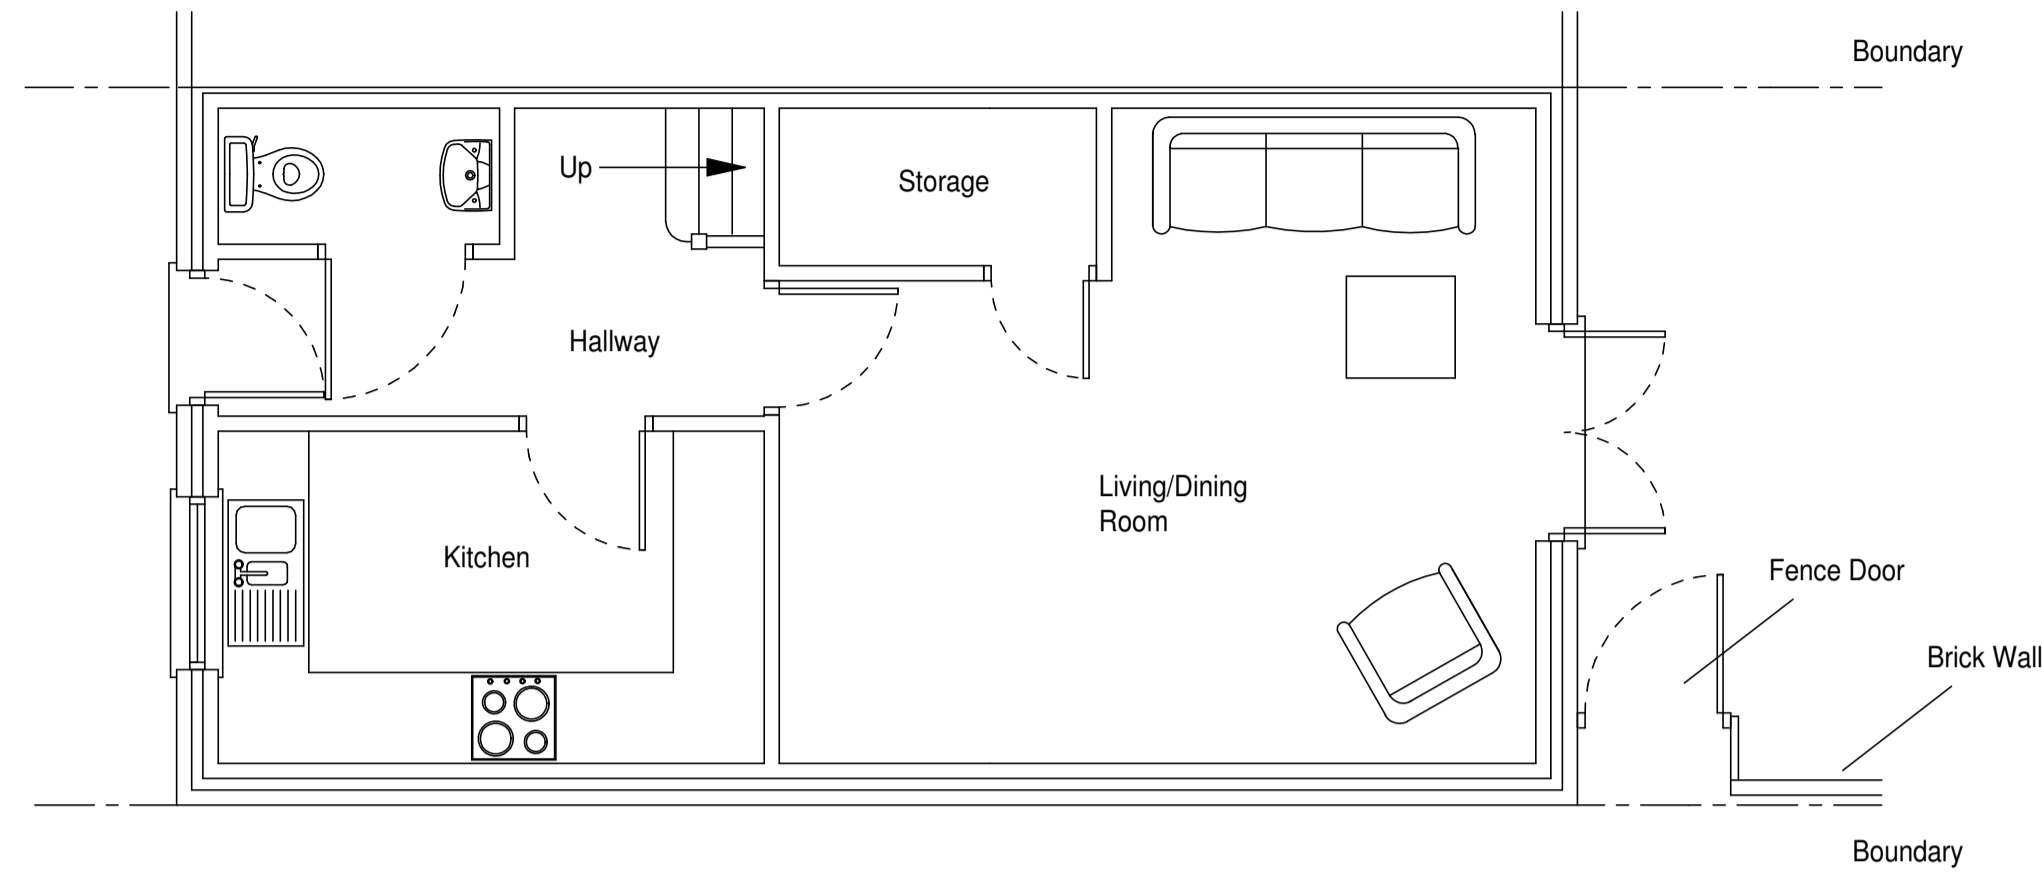 Boundary
Up
Storage
Hallway
Living/Dining
Room
Kitchen
Fence Door
Brick Wall
Boundary